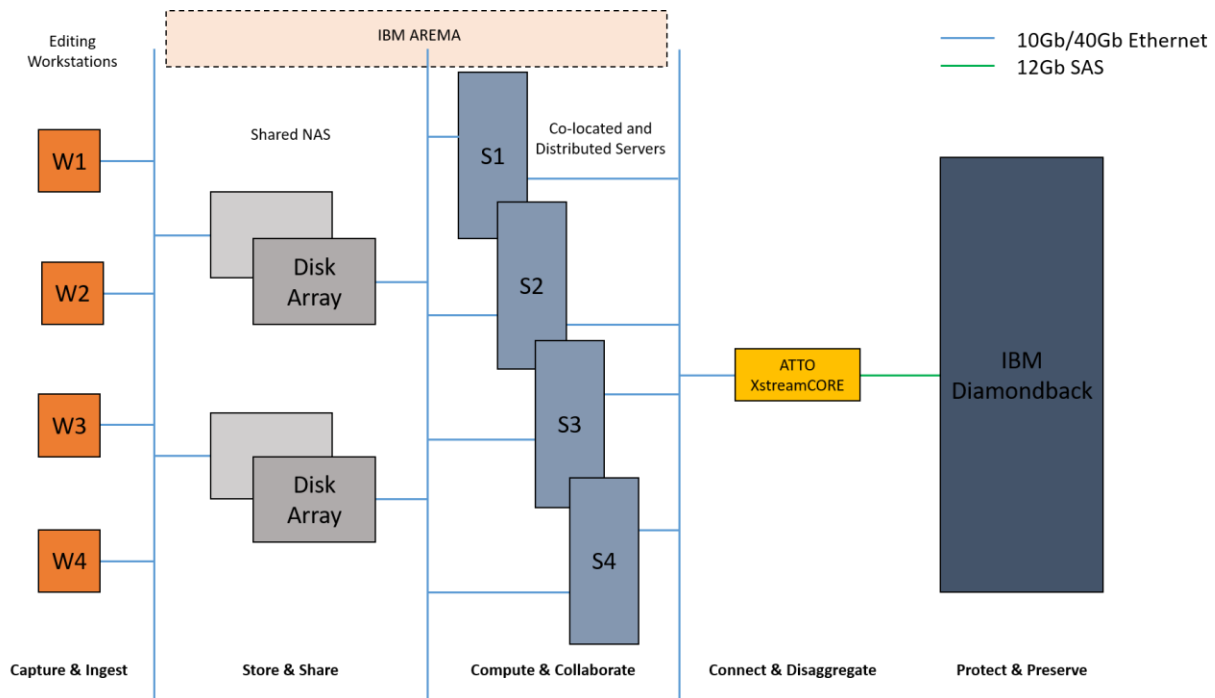 Editing
Workstations
IBM AREMA
10Gb/40Gb Ethernet
12Gb SAS
Shared NAS
Co-located and
Distributed Servers
W1
W2
W3
W4
Disk
Array
Disk
Array
S1
S2
S3
S4
ATTO
XstreamCORE
IBM
Diamondback
Capture & Ingest
Store & Share
Compute & Collaborate
Connect & Disaggregate
Protect & Preserve